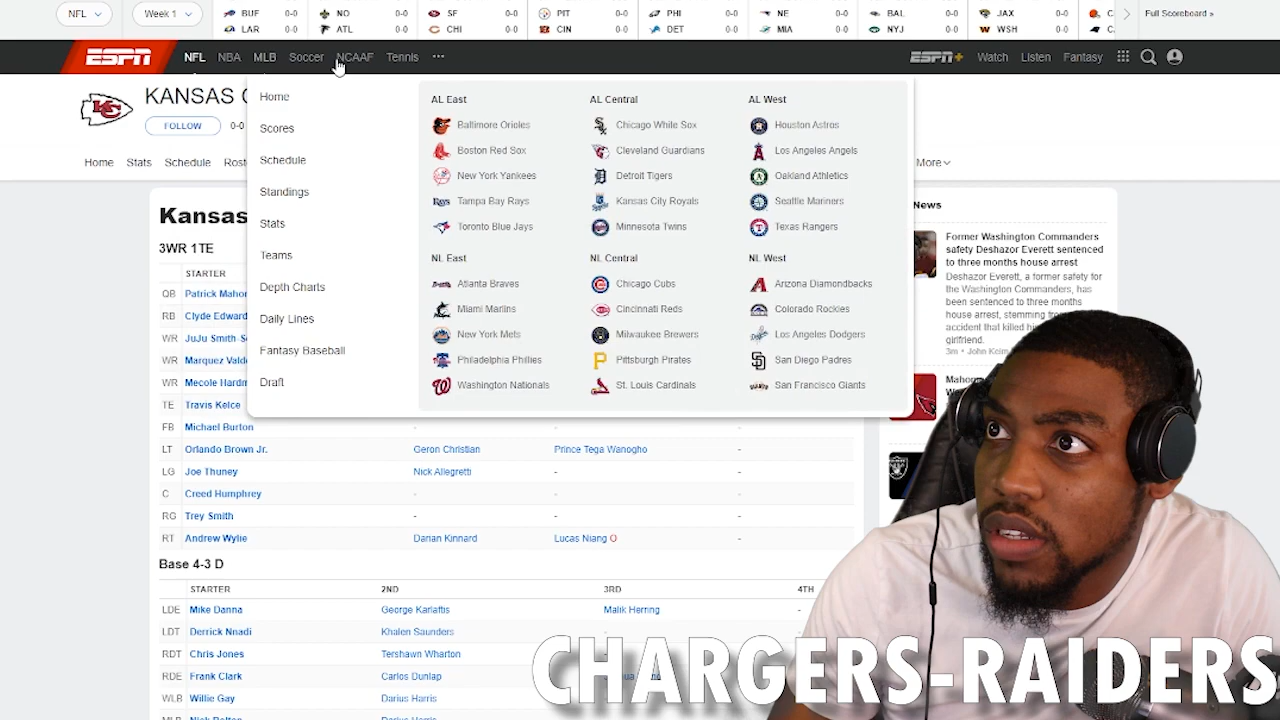 NFL
Week 1
BUF 0-0
LAR 0-0
NO 0-0
ATL 0-0
SF 0-0
CHI 0-0
PIT 0-0
CIN 0-0
PHI 0-0
DET 0-0
NE 0-0
MIA 0-0
BAL 0-0
NYJ 0-0
JAX 0-0
WSH 0-0
Full Scoreboard »
ESPN NFL NBA MLB Soccer NCAAF Tennis ··· ESPN+ Watch Listen Fantasy
KANSAS
FOLLOW 0-0
Home Stats Schedule Rost
More
Home
Scores
Schedule
Standings
Stats
Teams
Depth Charts
Daily Lines
Fantasy Baseball
Draft
AL East
Baltimore Orioles
Boston Red Sox
New York Yankees
Tampa Bay Rays
Toronto Blue Jays
AL Central
Chicago White Sox
Cleveland Guardians
Detroit Tigers
Kansas City Royals
Minnesota Twins
AL West
Houston Astros
Los Angeles Angels
Oakland Athletics
Seattle Mariners
Texas Rangers
NL East
Atlanta Braves
Miami Marlins
New York Mets
Philadelphia Phillies
Washington Nationals
NL Central
Chicago Cubs
Cincinnati Reds
Milwaukee Brewers
Pittsburgh Pirates
St. Louis Cardinals
NL West
Arizona Diamondbacks
Colorado Rockies
Los Angeles Dodgers
San Diego Padres
San Francisco Giants
Kansas
3WR 1TE
STARTER
QB Patrick Mahor
RB Clyde Edward
WR JuJu Smith-S
WR Marquez Vald
WR Mecole Hardm
TE Travis Kelce
FB Michael Burton - - -
LT Orlando Brown Jr. Geron Christian Prince Tega Wanogho -
LG Joe Thuney Nick Allegretti - -
C Creed Humphrey - - -
RG Trey Smith - - -
RT Andrew Wylie Darian Kinnard Lucas Niang O -
Base 4-3 D
STARTER 2ND 3RD 4TH
LDE Mike Danna George Karlaftis Malik Herring -
LDT Derrick Nnadi Khalen Saunders
RDT Chris Jones Tershawn Wharton
RDE Frank Clark Carlos Dunlap
WLB Willie Gay Darius Harris
MLB Nick Bolton Darius Harris
News
Former Washington Commanders
safety Deshazor Everett sentenced
to three months house arrest
Deshazor Everett, a former safety for
the Washington Commanders, has
been sentenced to three months
house arrest, stemming
accident that killed
girlfriend.
3m • John Keim
CHARGERS-RAIDERS